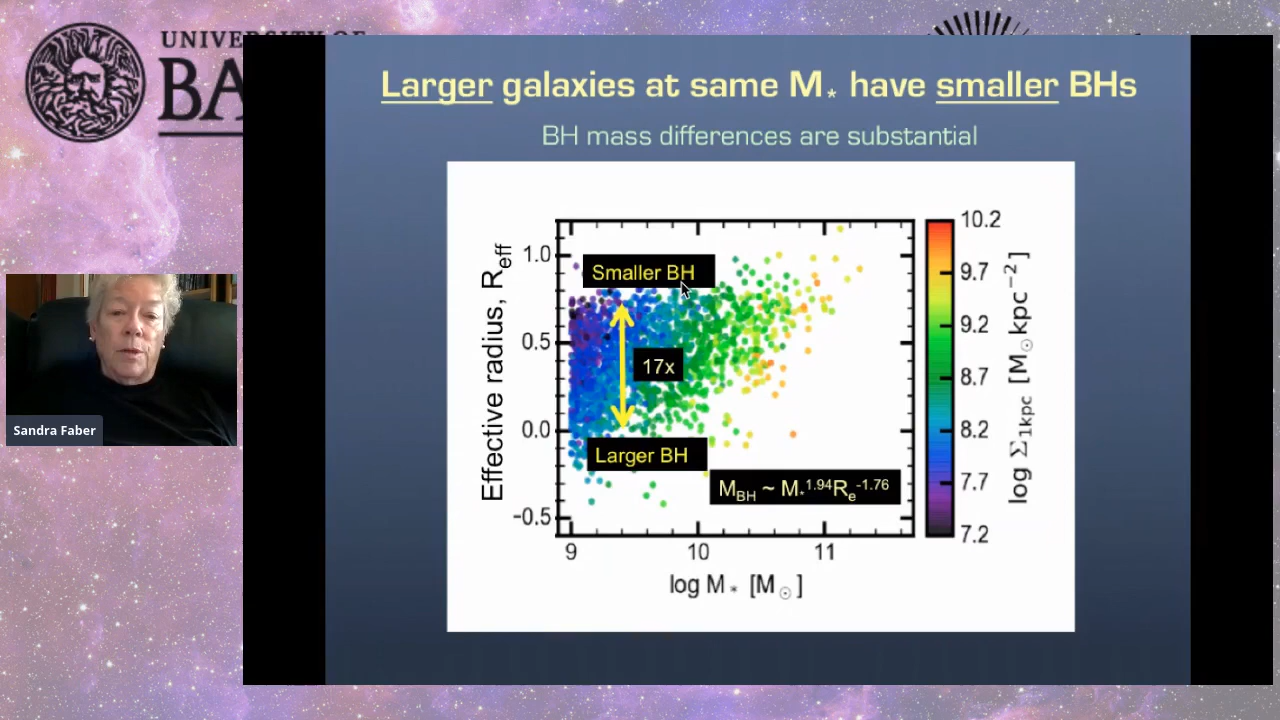 UNIVERSITY OF
BA
Larger galaxies at same M* have smaller BHs
BH mass differences are substantial
Sandra Faber
Effective radius, Reff
1.0
0.5
0.0
−0.5
Smaller BH
17x
Larger BH
MBH ~ M*^1.94Re^-1.76
9
10
11
log M* [M⊙]
10.2
9.7
9.2
8.7
8.2
7.7
7.2
log Σ1kpc [M⊙kpc−2]